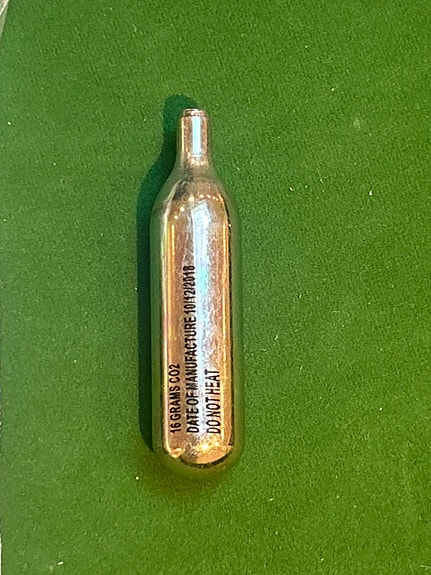 16 GRAMS CO2
DATE OF MANUFACTURE 10/12/2018
DO NOT HEAT